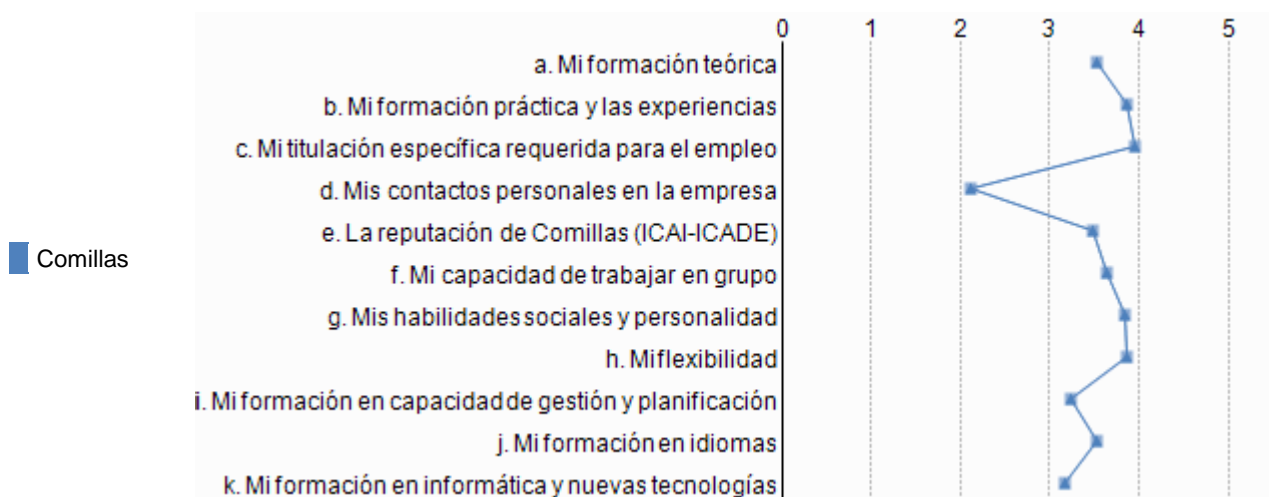 0 1 2 3 4 5
a. Mi formación teórica
b. Mi formación práctica y las experiencias
c. Mi titulación específica requerida para el empleo
d. Mis contactos personales en la empresa
e. La reputación de Comillas (ICAI-ICADE)
Comillas
f. Mi capacidad de trabajar en grupo
g. Mis habilidades sociales y personalidad
h. Mi flexibilidad
i. Mi formación en capacidad de gestión y planificación
j. Mi formación en idiomas
k. Mi formación en informática y nuevas tecnologías